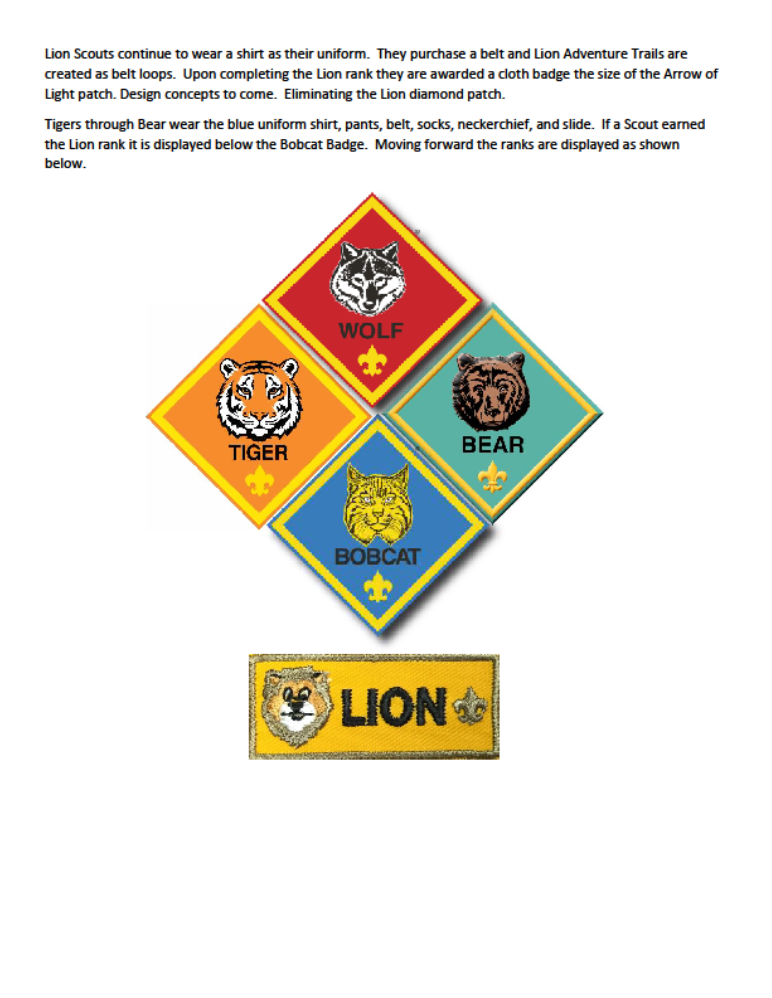 Lion Scouts continue to wear a shirt as their uniform.  They purchase a belt and Lion Adventure Trails are
created as belt loops.  Upon completing the Lion rank they are awarded a cloth badge the size of the Arrow of
Light patch. Design concepts to come.  Eliminating the Lion diamond patch.
Tigers through Bear wear the blue uniform shirt, pants, belt, socks, neckerchief, and slide.  If a Scout earned
the Lion rank it is displayed below the Bobcat Badge.  Moving forward the ranks are displayed as shown
below.
WOLF
TIGER
BEAR
BOBCAT
LION